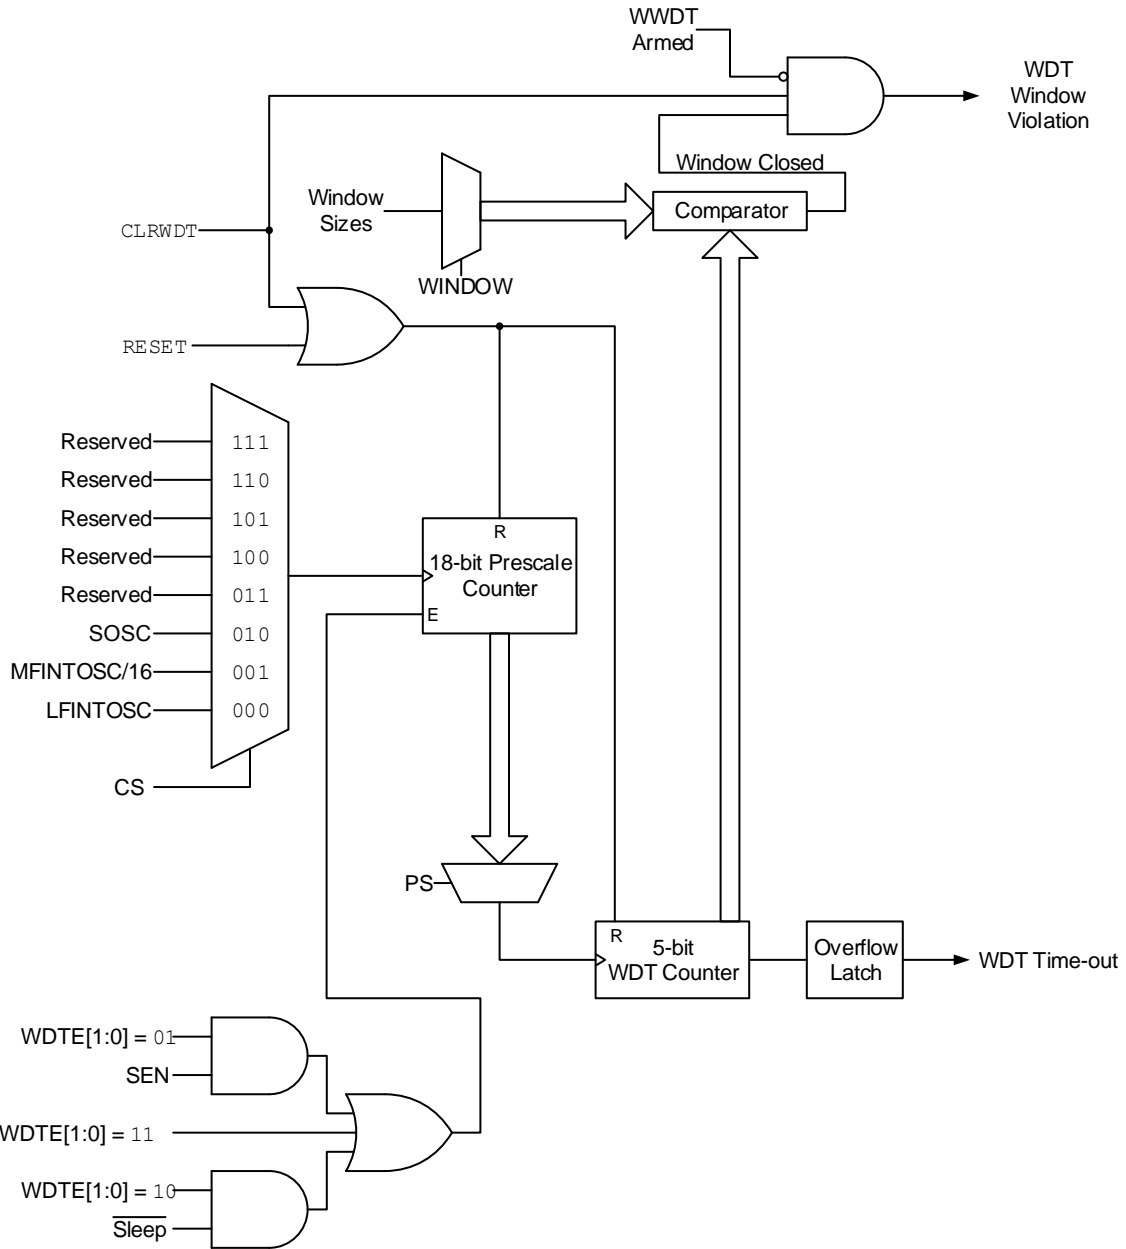 WWDT
Armed
WDT
Window
Violation
Window Closed
Window
Sizes
Comparator
CLRWDT
WINDOW
RESET
Reserved 111
Reserved 110
Reserved 101
Reserved 100
Reserved 011
SOSC 010
MFINTOSC/16 001
LFINTOSC 000
CS
R
18-bit Prescale
Counter
E
PS
R
5-bit
WDT Counter
Overflow
Latch
WDT Time-out
WDTE[1:0] = 01
SEN
WDTE[1:0] = 11
WDTE[1:0] = 10
Sleep